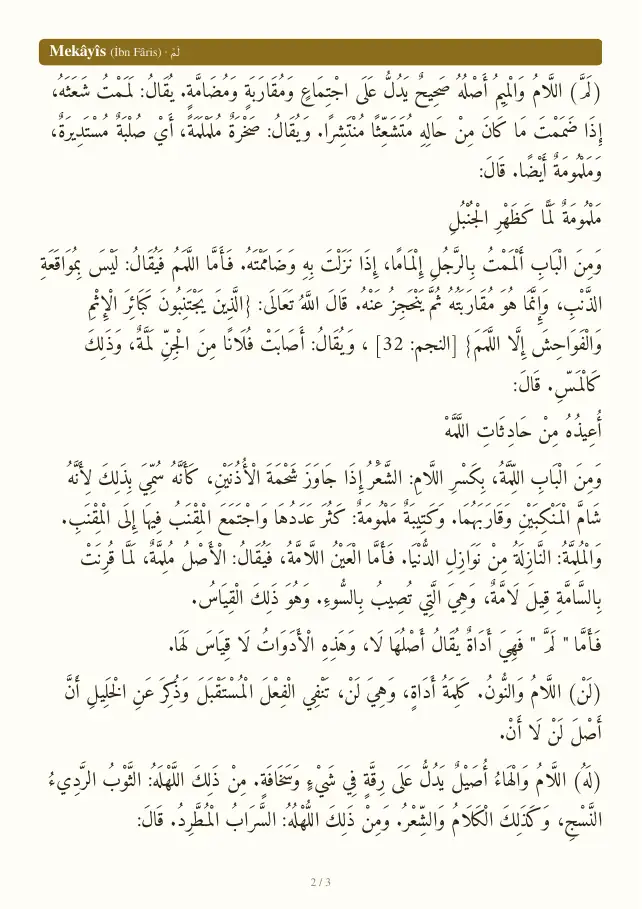 Mekâyîs (İbn Fâris) · لَمْ
(لَمَّ) اللَّامُ وَالْمِيمُ أَصْلُهُ صَحِيحٌ يَدُلُّ عَلَى اجْتِمَاعٍ وَمُقَارَبَةٍ وَمُضَامَّةٍ. يُقَالُ: لَمَمْتُ شَعَثَهُ،
إِذَا ضَمَمْتَ مَا كَانَ مِنْ حَالِهِ مُتَشَعِّثًا مُنْتَشِرًا. وَيُقَالُ: صَخْرَةٌ مُلَمْلَمَةٌ، أَيْ صُلْبَةٌ مُسْتَدِيرَةٌ،
وَمَلْمُومَةٌ أَيْضًا. قَالَ:
مَلْمُومَةٌ لَمًّا كَظَهْرِ الْجُنْبُلِ
وَمِنَ الْبَابِ أَلْمَمْتُ بِالرَّجُلِ إِلْمَامًا، إِذَا نَزَلْتَ بِهِ وَضَامَمْتَهُ. فَأَمَّا اللَّمَمُ فَيُقَالُ: لَيْسَ بِمُوَاقَعَةِ
الذَّنْبِ، وَإِنَّمَا هُوَ مُقَارَبَتُهُ ثُمَّ يَنْحَجِزُ عَنْهُ. قَالَ اللَّهُ تَعَالَى: {الَّذِينَ يَجْتَنِبُونَ كَبَائِرَ الْإِثْمِ
وَالْفَوَاحِشَ إِلَّا اللَّمَمَ} [النجم: 32] ، وَيُقَالُ: أَصَابَتْ فُلَانًا مِنَ الْجِنِّ لَمَّةٌ، وَذَلِكَ
كَالْمَسِّ. قَالَ:
أُعِيذُهُ مِنْ حَادِثَاتِ اللَّمَّهْ
وَمِنَ الْبَابِ اللِّمَّةُ، بِكَسْرِ اللَّامِ: الشَّعْرُ إِذَا جَاوَزَ شَحْمَةَ الْأُذُنَيْنِ، كَأَنَّهُ سُمِّيَ بِذَلِكَ لِأَنَّهُ
شَامَّ الْمَنْكِبَيْنِ وَقَارَبَهُمَا. وَكَتِيبَةٌ مَلْمُومَةٌ: كَثُرَ عَدَدُهَا وَاجْتَمَعَ الْمِقْنَبُ فِيهَا إِلَى الْمِقْنَبِ.
وَالْمُلِمَّةُ: النَّازِلَةُ مِنْ نَوَازِلِ الدُّنْيَا. فَأَمَّا الْعَيْنُ اللَّامَّةُ، فَيُقَالُ: الْأَصْلُ مُلِمَّةٌ، لَمَّا قُرِنَتْ
بِالسَّامَّةِ قِيلَ لَامَّةٌ، وَهِيَ الَّتِي تُصِيبُ بِالسُّوءِ. وَهُوَ ذَلِكَ الْقِيَاسُ.
فَأَمَّا " لَمَّ " فَهِيَ أَدَاةٌ يُقَالُ أَصْلُهَا لَا، وَهَذِهِ الْأَدَوَاتُ لَا قِيَاسَ لَهَا.
(لَنْ) اللَّامُ وَالنُّونُ. كَلِمَةُ أَدَاةٍ، وَهِيَ لَنْ، تَنْفِي الْفِعْلَ الْمُسْتَقْبَلَ وَذُكِرَ عَنِ الْخَلِيلِ أَنَّ
أَصْلَ لَنْ لَا أَنْ.
(لَهُ) اللَّامُ وَالْهَاءُ أُصَيْلٌ يَدُلُّ عَلَى رِقَّةٍ فِي شَيْءٍ وَسَخَافَةٍ. مِنْ ذَلِكَ اللَّهْلَهُ: الثَّوْبُ الرَّدِيءُ
النَّسْجِ، وَكَذَلِكَ الْكَلَامُ وَالشِّعْرُ. وَمِنْ ذَلِكَ اللُّهْلُهُ: السَّرَابُ الْمُطَّرِدُ. قَالَ:
2 / 3